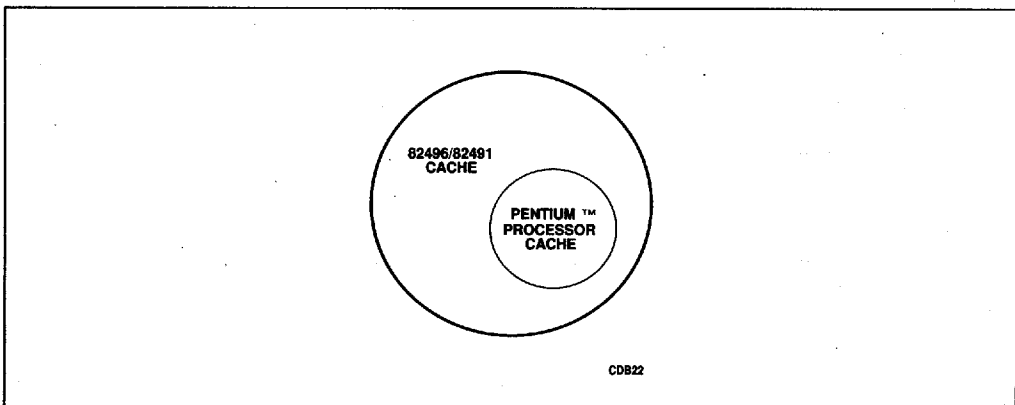 82496/82491
CACHE
PENTIUM ™
PROCESSOR
CACHE
CDB22